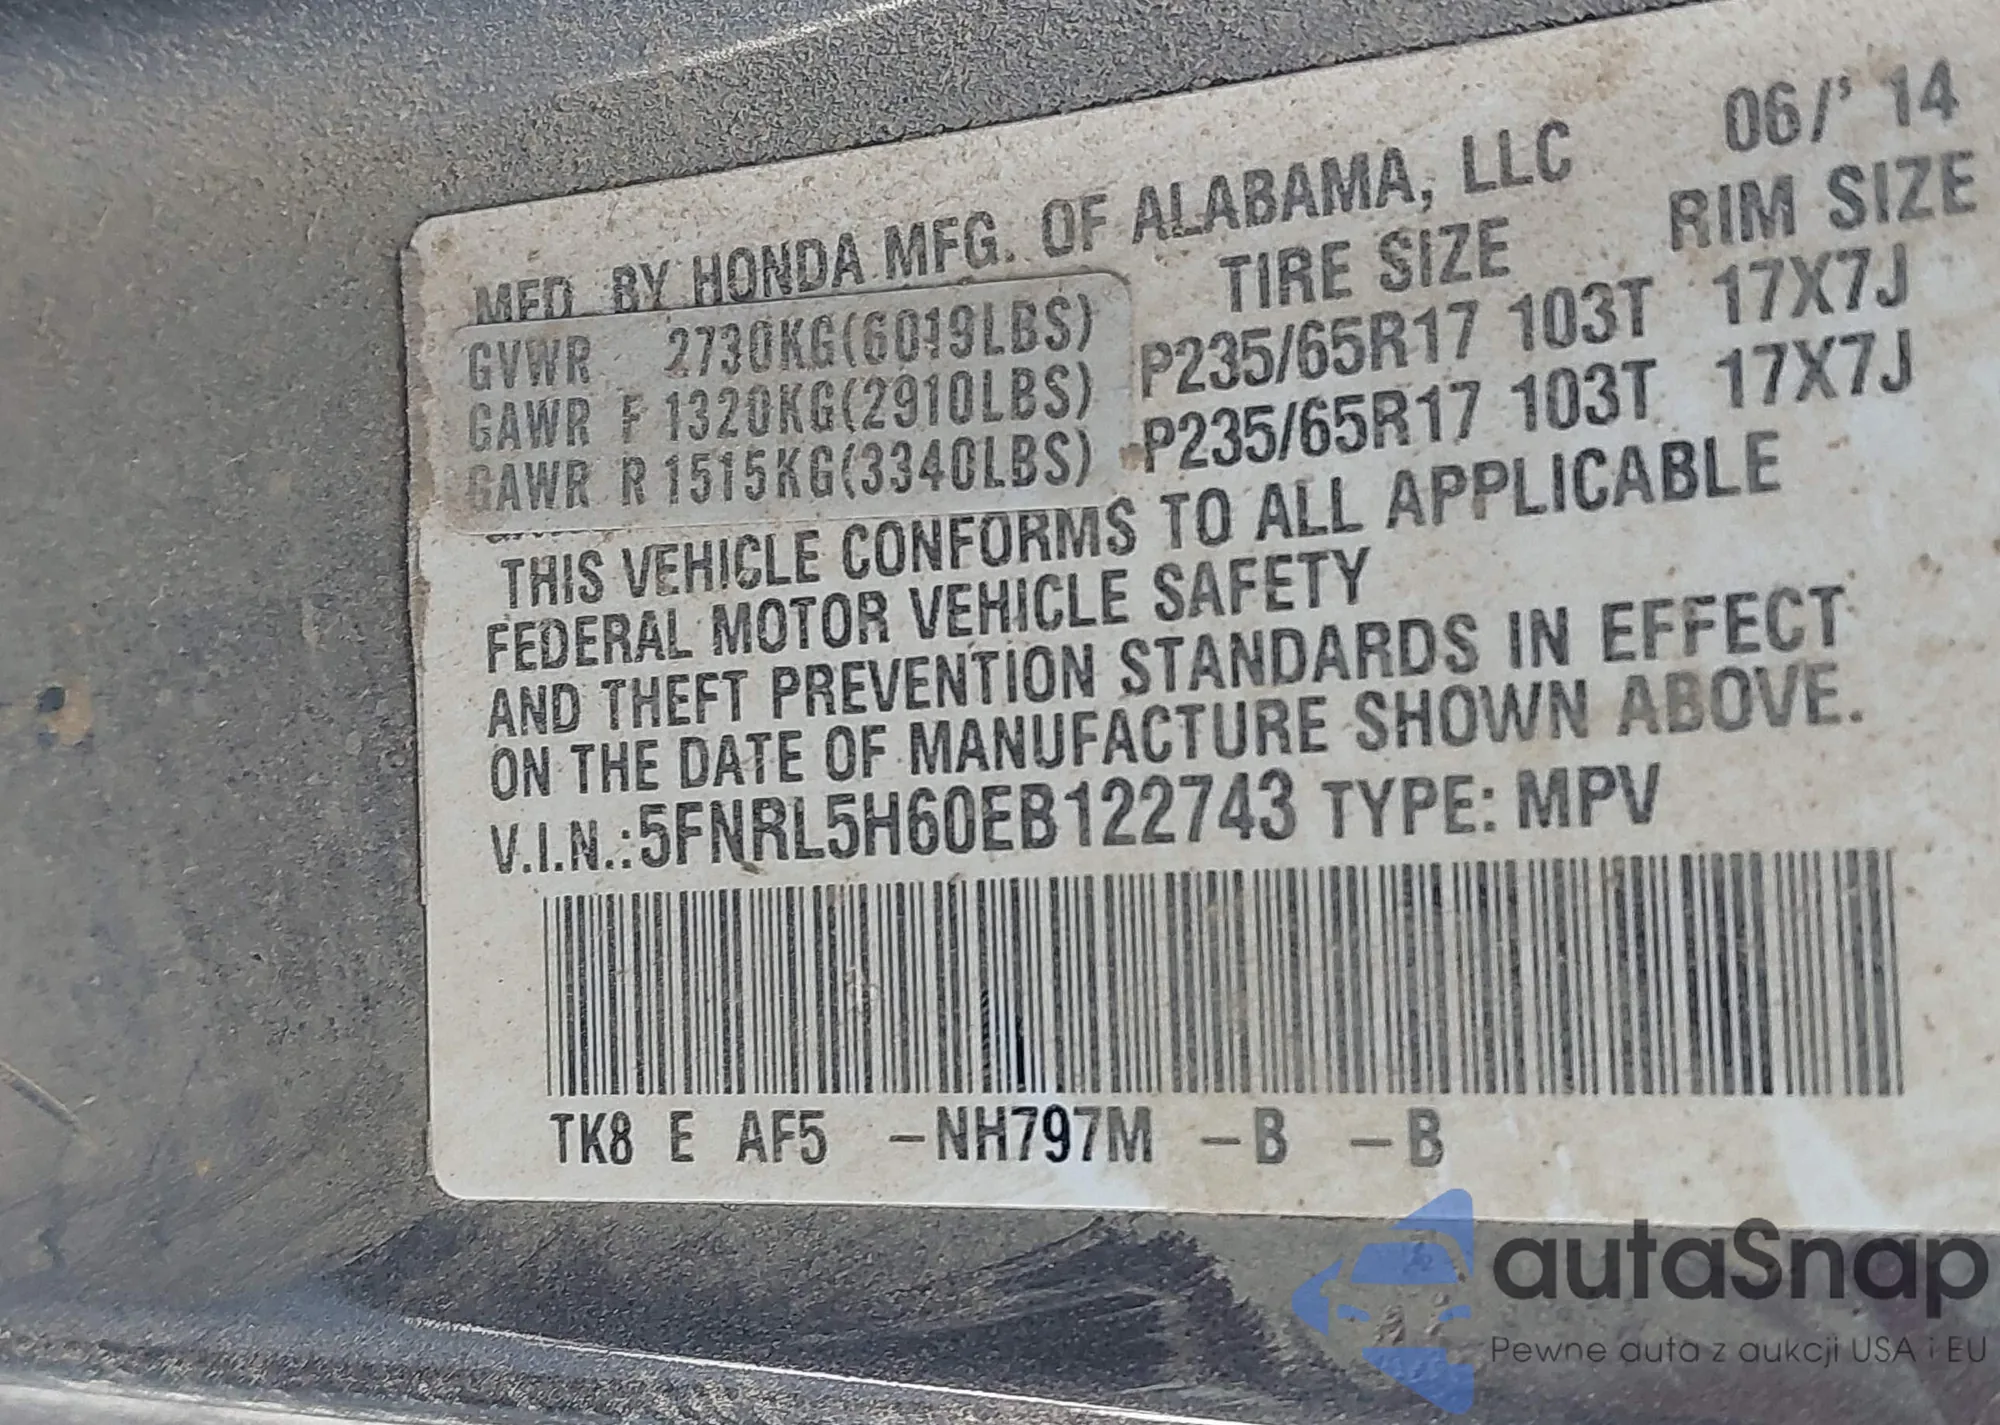 MFD. BY HONDA MFG. OF ALABAMA, LLC 06/'14
TIRE SIZE RIM SIZE
GVWR 2730KG(6019LBS)
GAWR F 1320KG(2910LBS) P235/65R17 103T 17X7J
GAWR R 1515KG(3340LBS) P235/65R17 103T 17X7J
THIS VEHICLE CONFORMS TO ALL APPLICABLE
FEDERAL MOTOR VEHICLE SAFETY
AND THEFT PREVENTION STANDARDS IN EFFECT
ON THE DATE OF MANUFACTURE SHOWN ABOVE.
V.I.N.:5FNRL5H60EB122743 TYPE: MPV
TK8 E AF5 -NH797M -B -B
autaSnap
Pewne auta z aukcji USA i EU